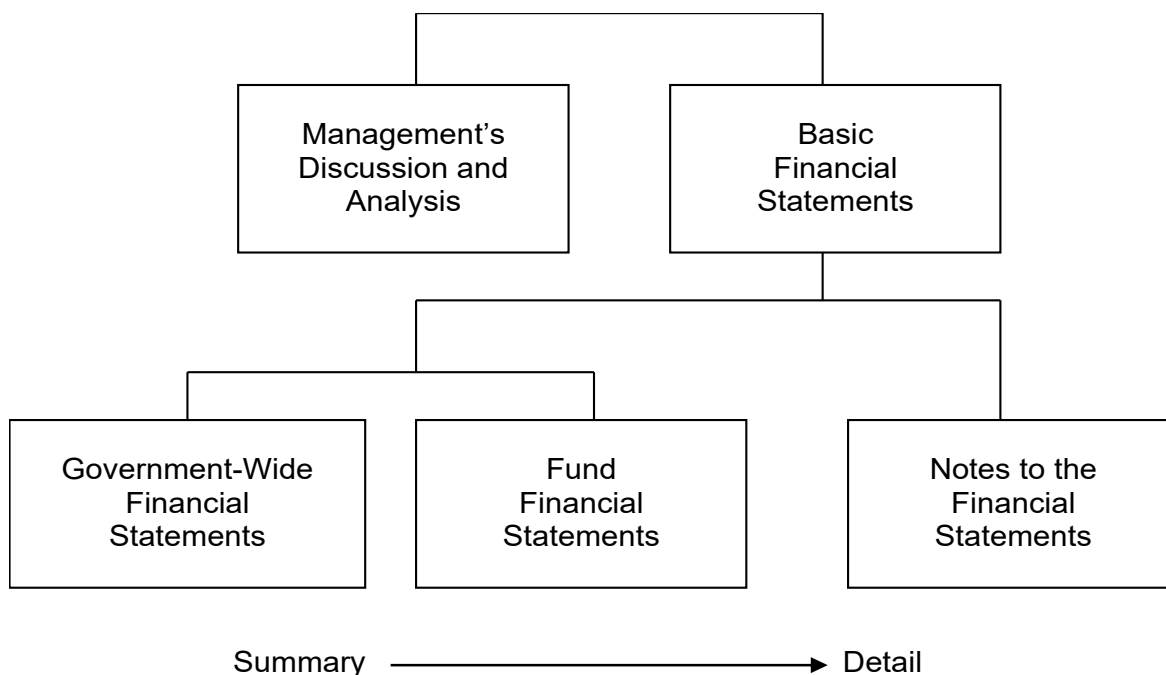 Management’s
Discussion and
Analysis
Basic
Financial
Statements
Government-Wide
Financial
Statements
Fund
Financial
Statements
Notes to the
Financial
Statements
Summary
Detail